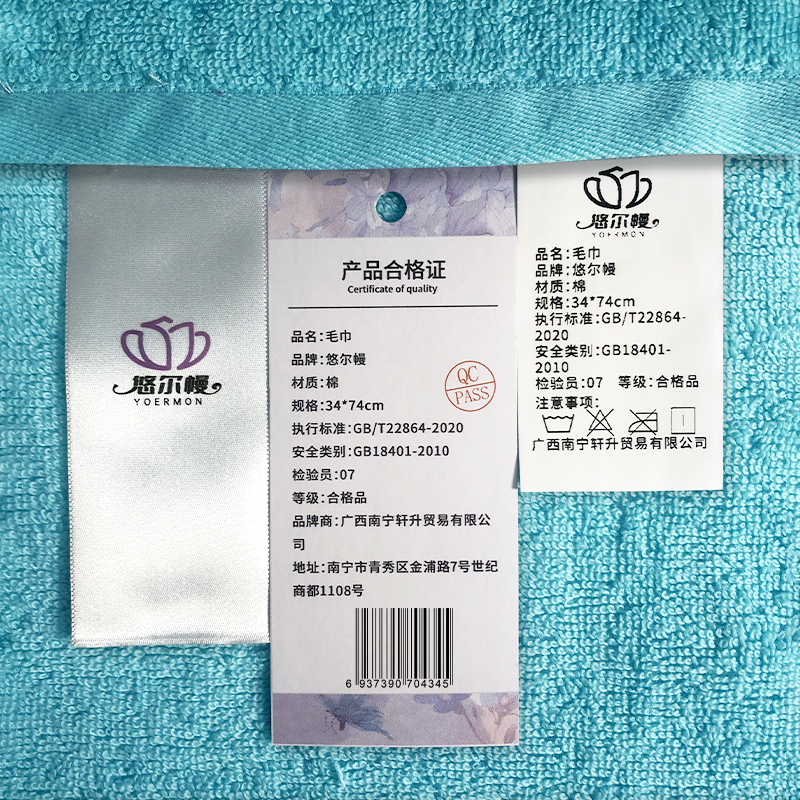 悠尔幔
YOERMON
产品合格证
Certificate of quality
品名:毛巾
品牌:悠尔幔
材质:棉
规格:34*74cm
执行标准:GB/T22864-2020
安全类别:GB18401-2010
检验员:07
等级:合格品
品牌商:广西南宁轩升贸易有限公
司
地址:南宁市青秀区金浦路7号世纪
商都1108号
QC
PASS
6 937390 704345
悠尔幔
YOERMON
品名:毛巾
品牌:悠尔幔
材质:棉
规格:34*74cm
执行标准:GB/T22864-
2020
安全类别:GB18401-
2010
检验员:07 等级:合格品
注意事项:
广西南宁轩升贸易有限公司